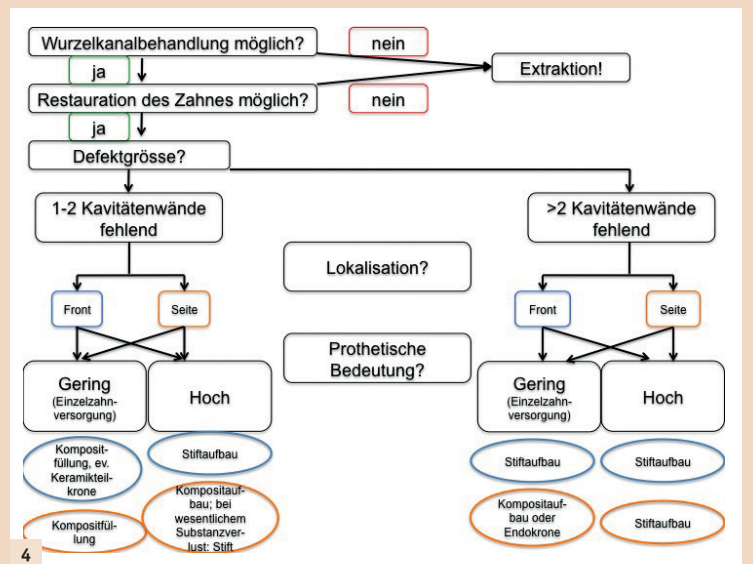 Wurzelkanalbehandlung möglich?
nein
ja
Extraktion!
Restauration des Zahnes möglich?
nein
ja
Defektgrösse?
1-2 Kavitätenwände
fehlend
>2 Kavitätenwände
fehlend
Lokalisation?
Front
Seite
Front
Seite
Prothetische
Bedeutung?
Gering
(Einzelzahn-
versorgung)
Hoch
Gering
(Einzelzahn-
versorgung)
Hoch
Komposit-
füllung, ev.
Keramikteil-
krone
Stiftaufbau
Stiftaufbau
Stiftaufbau
Kompositfül-
lung
Kompositauf-
bau; bei
wesentlichem
Substanzver-
lust: Stift
Kompositauf-
bau oder
Endokrone
Stiftaufbau
4